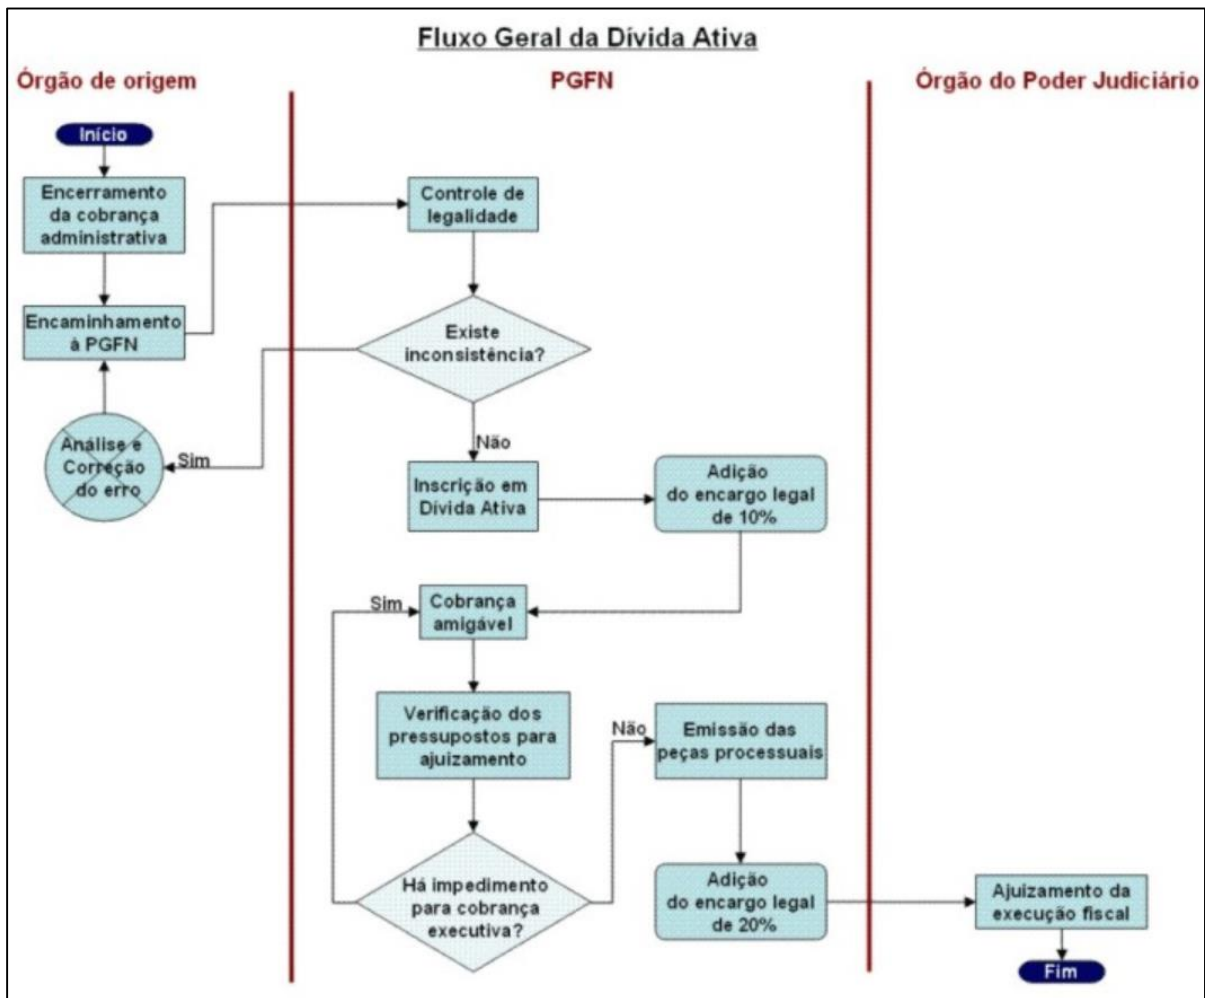 Fluxo Geral da Dívida Ativa
Órgão de origem
PGFN
Órgão do Poder Judiciário
Início
Encerramento
da cobrança
administrativa
Encaminhamento
à PGFN
Análise e
Correção
do erro
Sim
Controle de
legalidade
Existe
inconsistência?
Não
Inscrição em
Dívida Ativa
Adição
do encargo legal
de 10%
Sim
Cobrança
amigável
Verificação dos
pressupostos para
ajuizamento
Há impedimento
para cobrança
executiva?
Não
Emissão das
peças processuais
Adição
do encargo legal
de 20%
Ajuizamento da
execução fiscal
Fim